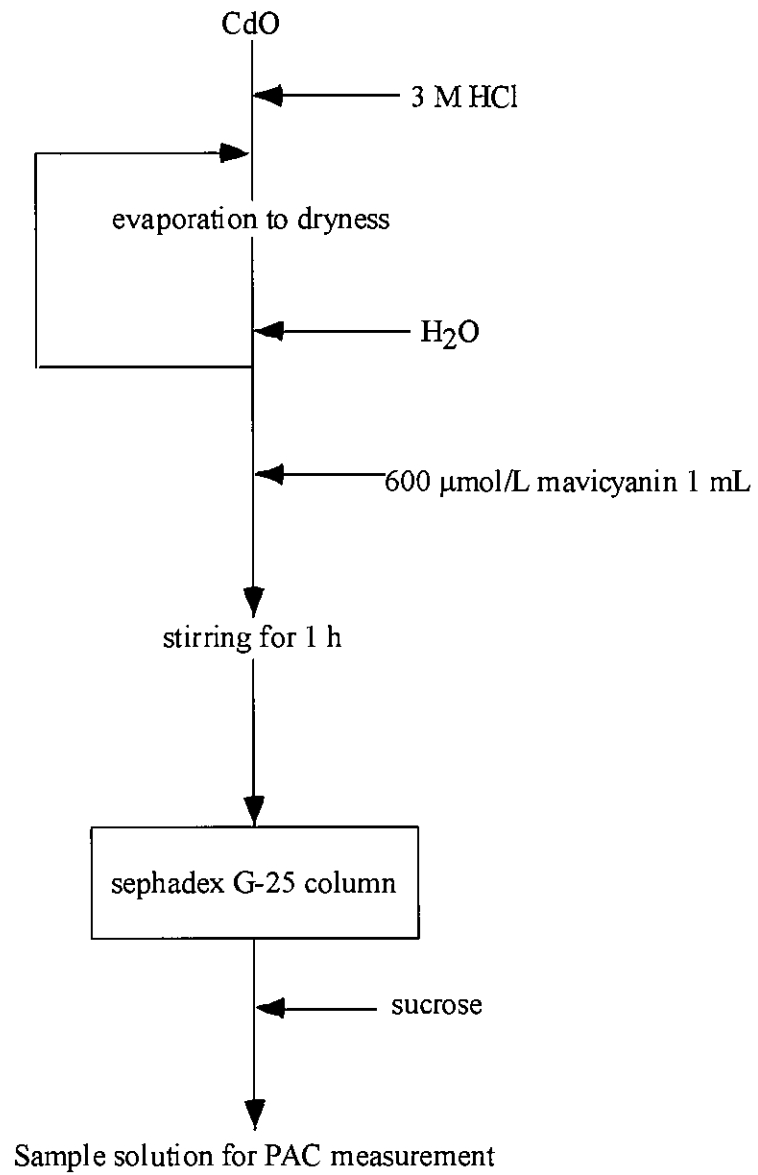 CdO
3 M HCl
evaporation to dryness
H2O
600 μmol/L mavicyanin 1 mL
stirring for 1 h
sephadex G-25 column
sucrose
Sample solution for PAC measurement